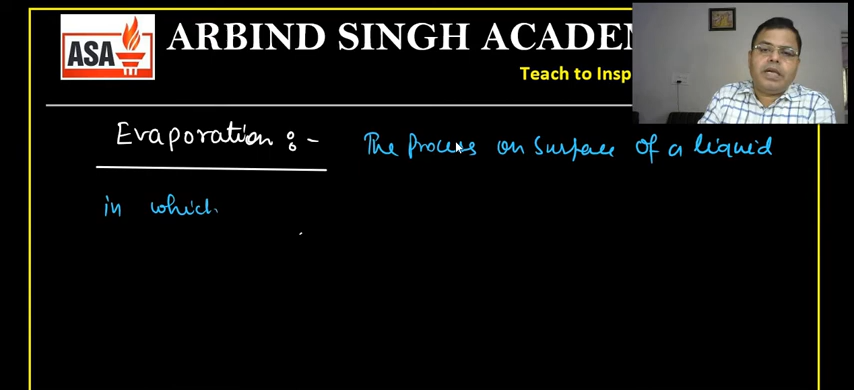 ASA
ARBIND SINGH ACADEM
Teach to Insp
Evaporation :- The Process on Surface of a liquid
in which